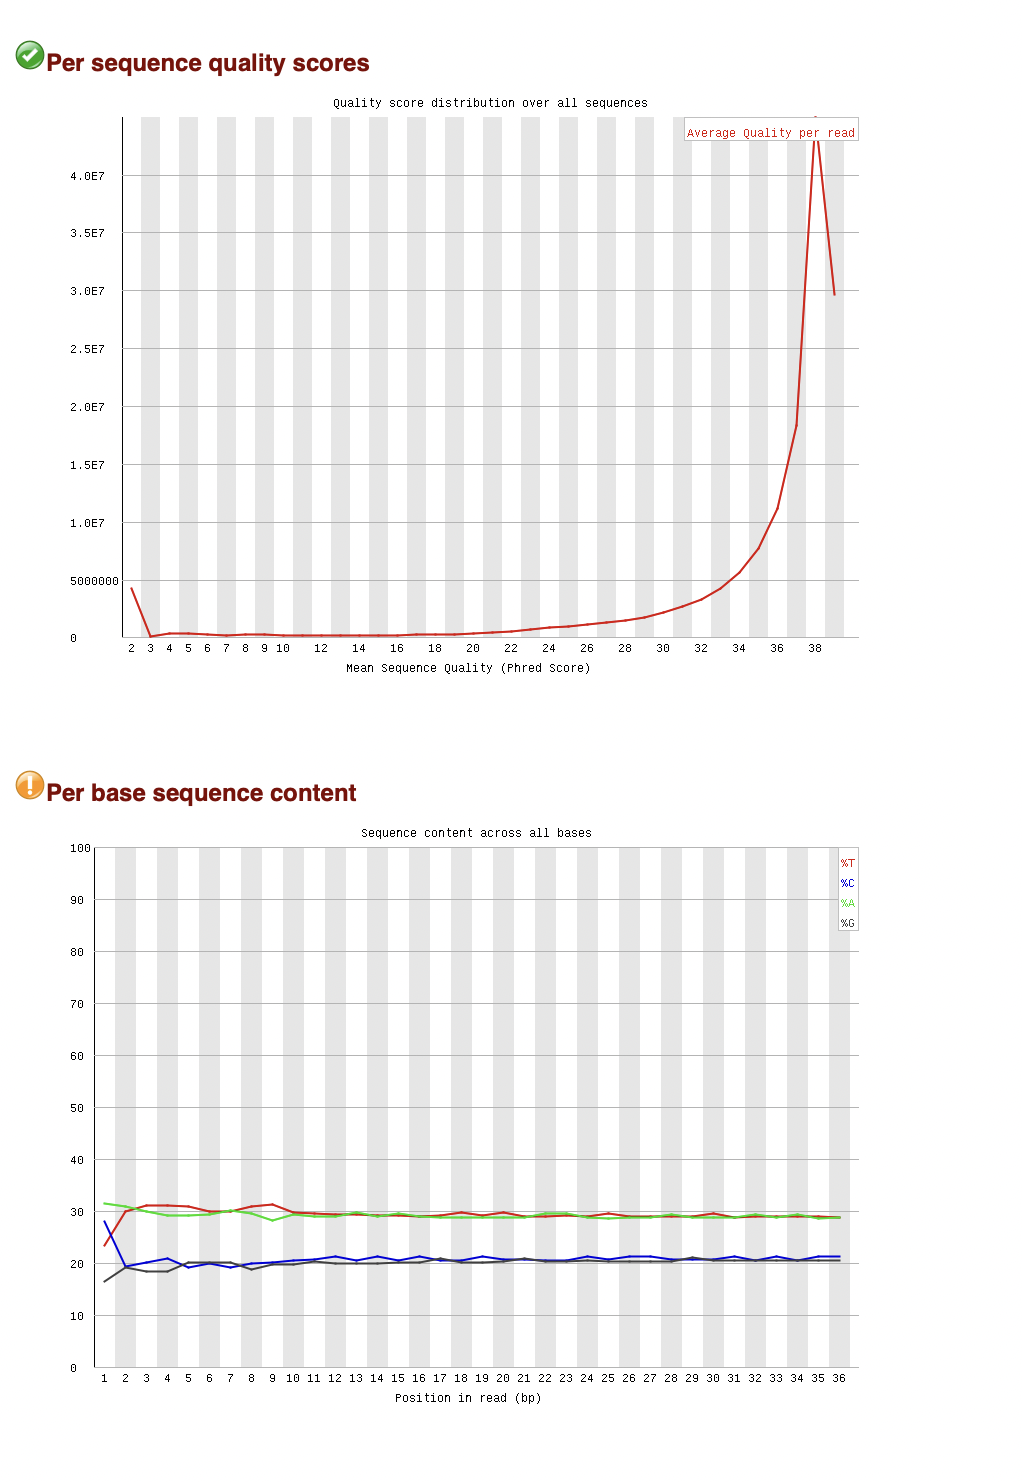 Per sequence quality scores
Quality score distribution over all sequences
Average Quality per read
4.0E7
3.5E7
3.0E7
2.5E7
2.0E7
1.5E7
1.0E7
5000000
0
2 3 4 5 6 7 8 9 10 12 14 16 18 20 22 24 26 28 30 32 34 36 38
Mean Sequence Quality (Phred Score)
Per base sequence content
Sequence content across all bases
100
%T
%C
90
%A
%G
80
70
60
50
40
30
20
10
0
1 2 3 4 5 6 7 8 9 10 11 12 13 14 15 16 17 18 19 20 21 22 23 24 25 26 27 28 29 30 31 32 33 34 35 36
Position in read (bp)